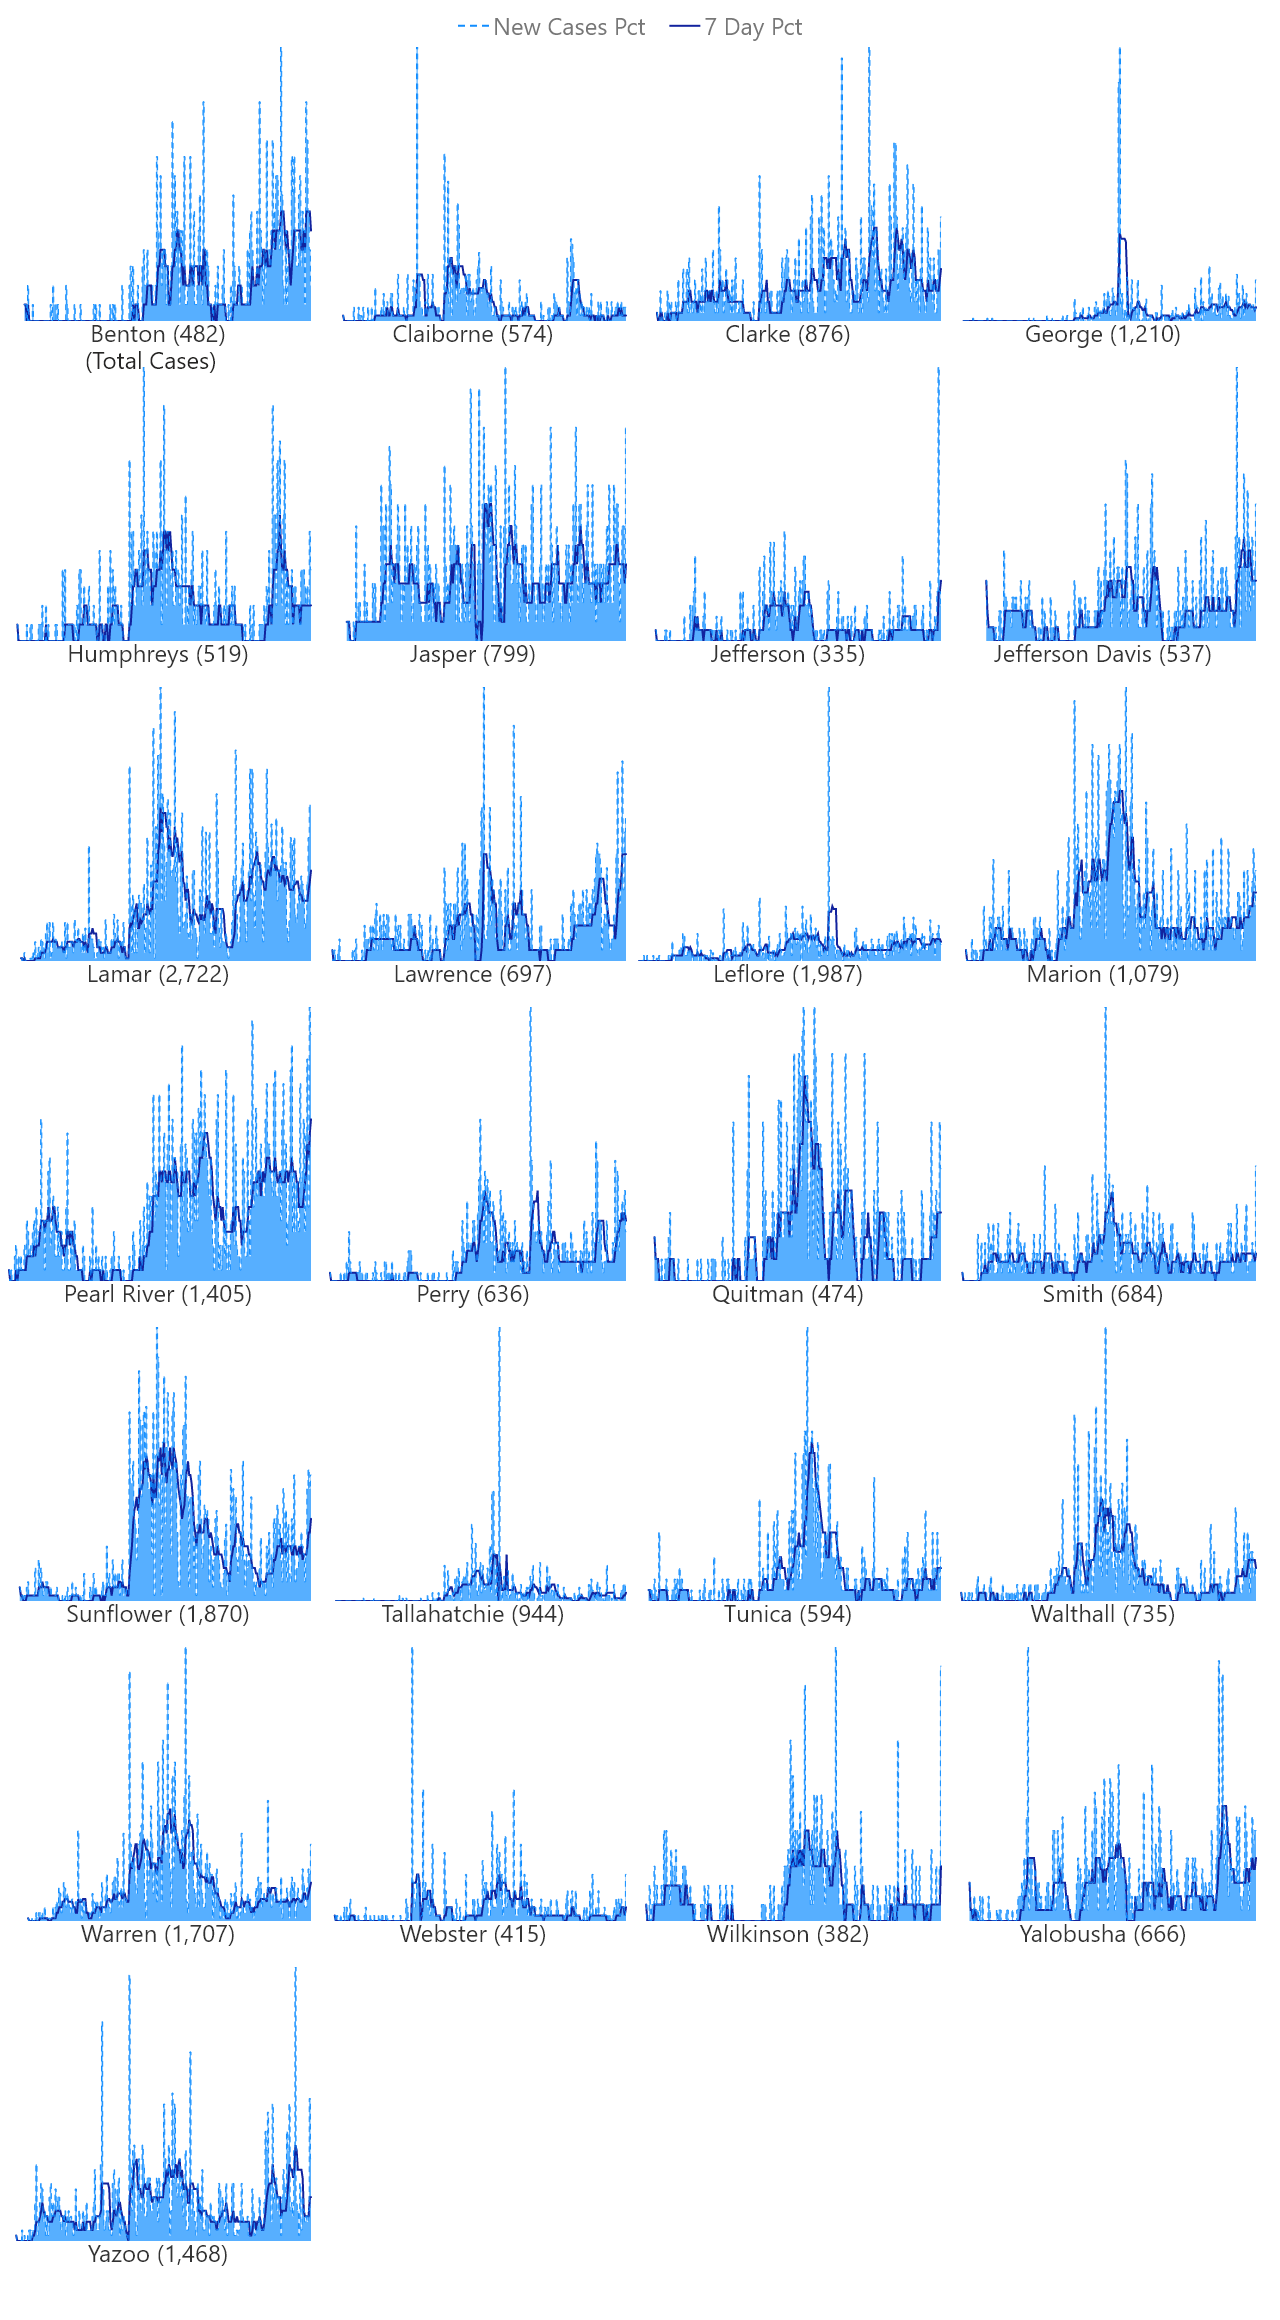 New Cases Pct 7 Day Pct
Benton (482) Claiborne (574) Clarke (876) George (1,210)
(Total Cases)
Humphreys (519) Jasper (799) Jefferson (335) Jefferson Davis (537)
Lamar (2,722) Lawrence (697) Leflore (1,987) Marion (1,079)
Pearl River (1,405) Perry (636) Quitman (474) Smith (684)
Sunflower (1,870) Tallahatchie (944) Tunica (594) Walthall (735)
Warren (1,707) Webster (415) Wilkinson (382) Yalobusha (666)
Yazoo (1,468)